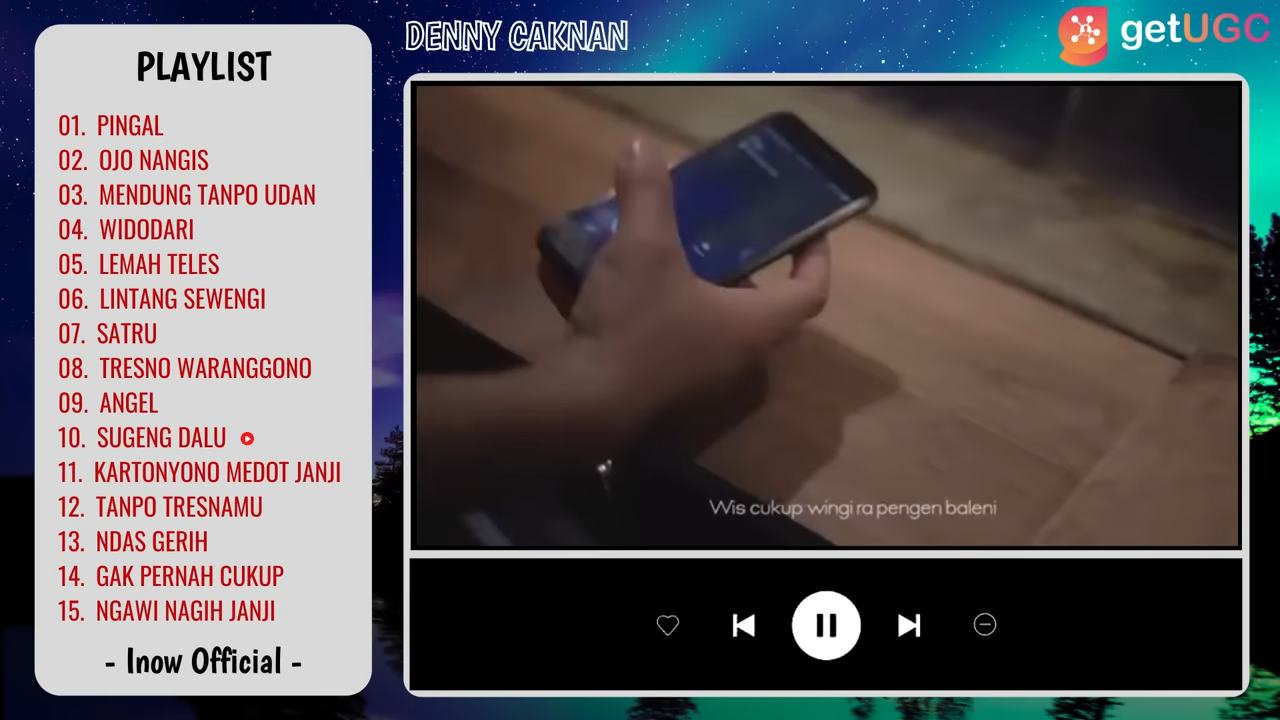 PLAYLIST
01. PINGAL
02. OJO NANGIS
03. MENDUNG TANPO UDAN
04. WIDODARI
05. LEMAH TELES
06. LINTANG SEWENGI
07. SATRU
08. TRESNO WARANGGONO
09. ANGEL
10. SUGENG DALU
11. KARTONYONO MEDOT JANJI
12. TANPO TRESNAMU
13. NDAS GERIH
14. GAK PERNAH CUKUP
15. NGAWI NAGIH JANJI
- Inow Official -
DENNY CAKNAN
getUGC
Wis cukup wingi ra pengen baleni